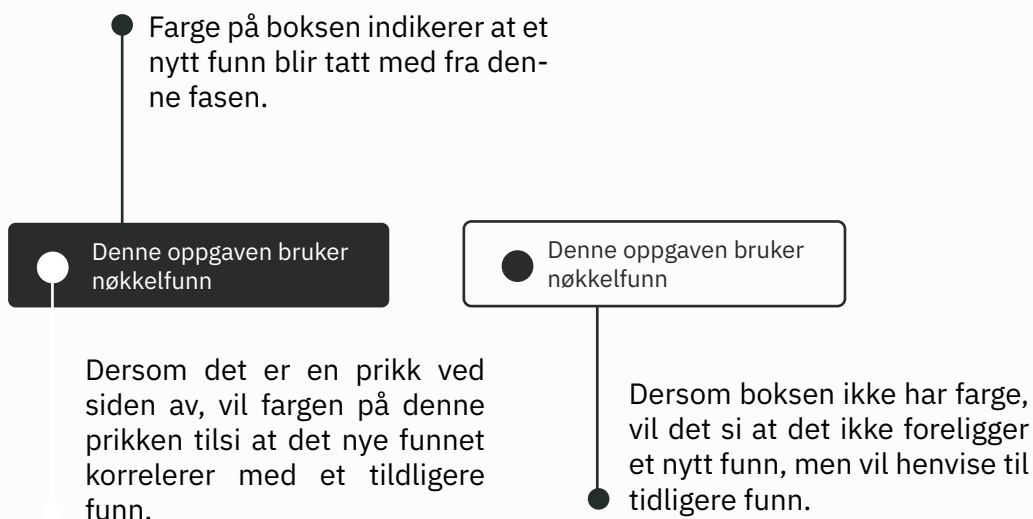 Farge på boksen indikerer at et
nytt funn blir tatt med fra den-
ne fasen.
Denne oppgaven bruker
nøkkelfunn
Denne oppgaven bruker
nøkkelfunn
Dersom det er en prikk ved
siden av, vil fargen på denne
prikken tilsi at det nye funnet
korrelerer med et tildligere
funn.
Dersom boksen ikke har farge,
vil det si at det ikke foreligger
et nytt funn, men vil henvise til
tidligere funn.